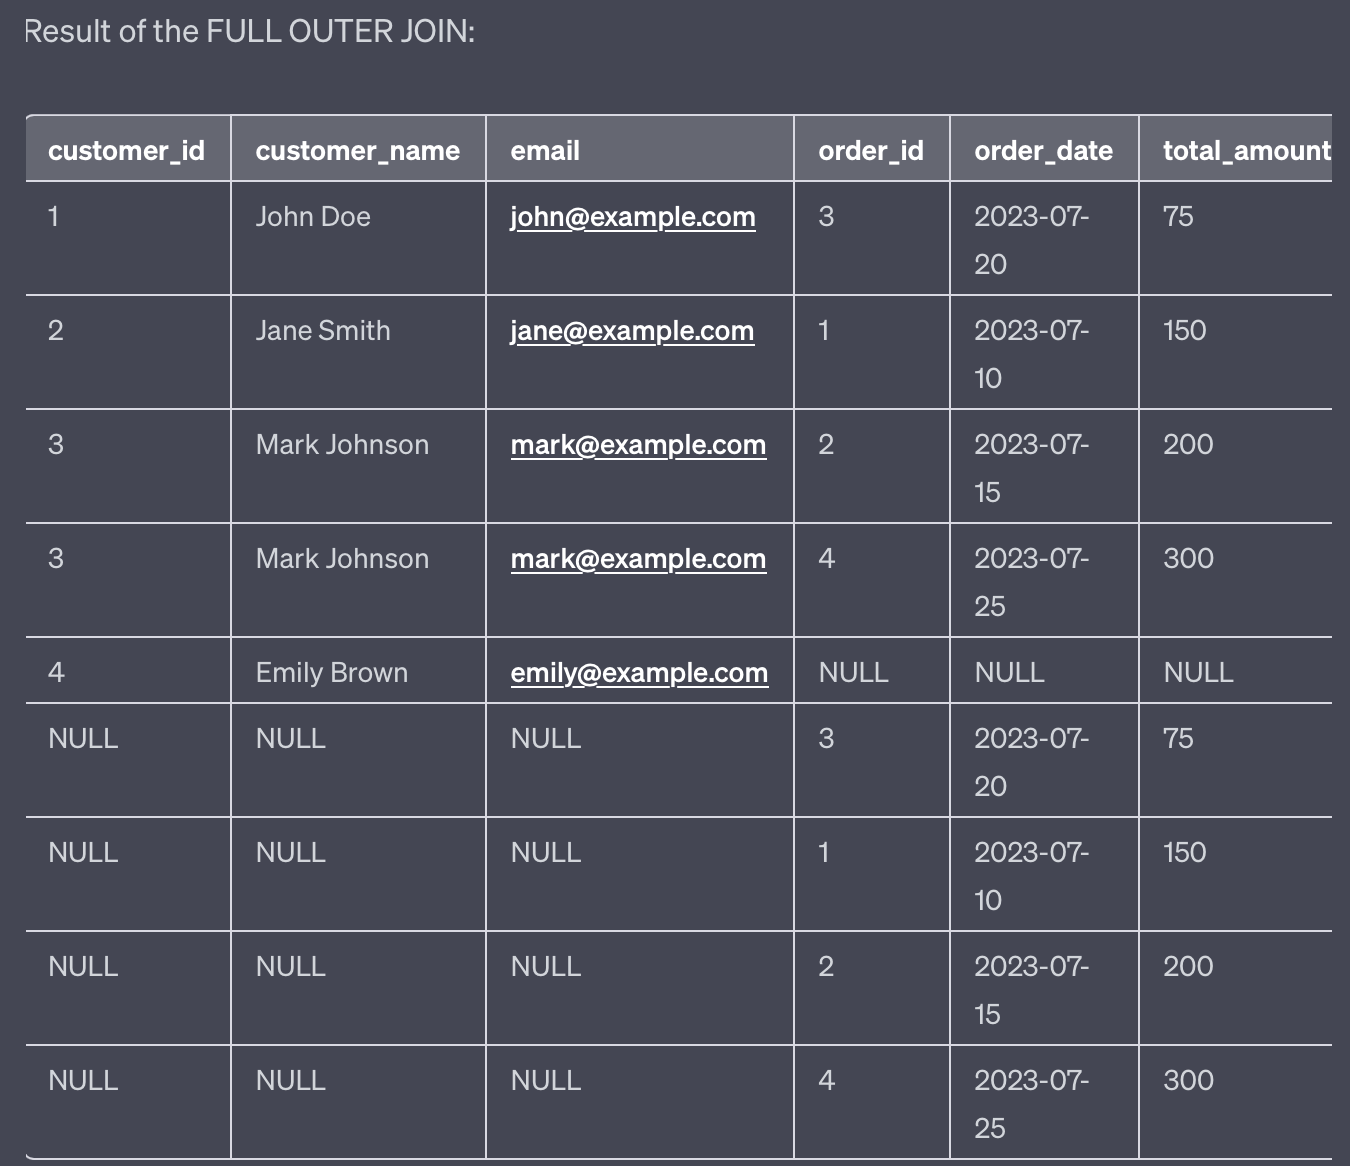 Result of the FULL OUTER JOIN:
customer_id customer_name email order_id order_date total_amount
1 John Doe john@example.com 3 2023-07-
20 75
2 Jane Smith jane@example.com 1 2023-07-
10 150
3 Mark Johnson mark@example.com 2 2023-07-
15 200
3 Mark Johnson mark@example.com 4 2023-07-
25 300
4 Emily Brown emily@example.com NULL NULL NULL
NULL NULL NULL 3 2023-07-
20 75
NULL NULL NULL 1 2023-07-
10 150
NULL NULL NULL 2 2023-07-
15 200
NULL NULL NULL 4 2023-07-
25 300